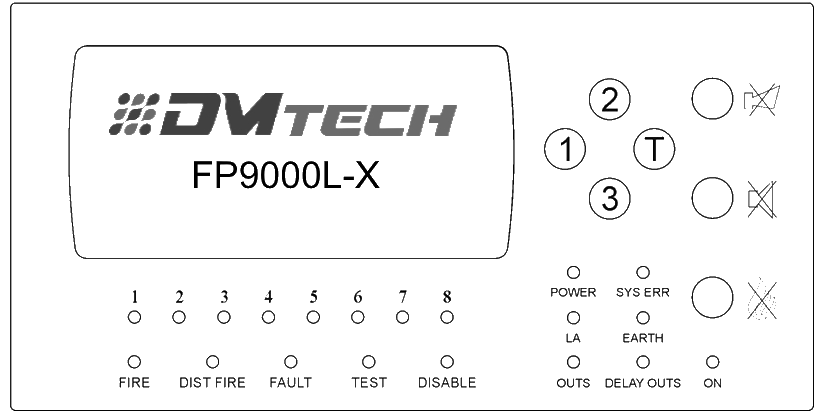 DMTECH
FP9000L-X
2
1 T
3
1 2 3 4 5 6 7 8
POWER SYS ERR
LA EARTH
FIRE DIST FIRE FAULT TEST DISABLE OUTS DELAY OUTS ON